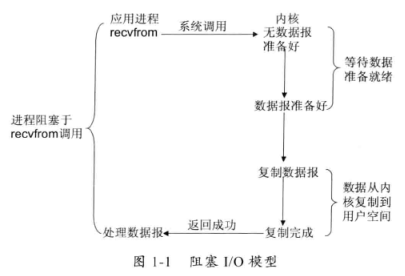 应用进程
recvfrom
系统调用
内核
无数据报
准备好
等待数据
准备就绪
数据报准备好
进程阻塞于
recvfrom调用
复制数据报
数据从内
核复制到
用户空间
处理数据报
返回成功
复制完成
图 1-1 阻塞 I/O 模型